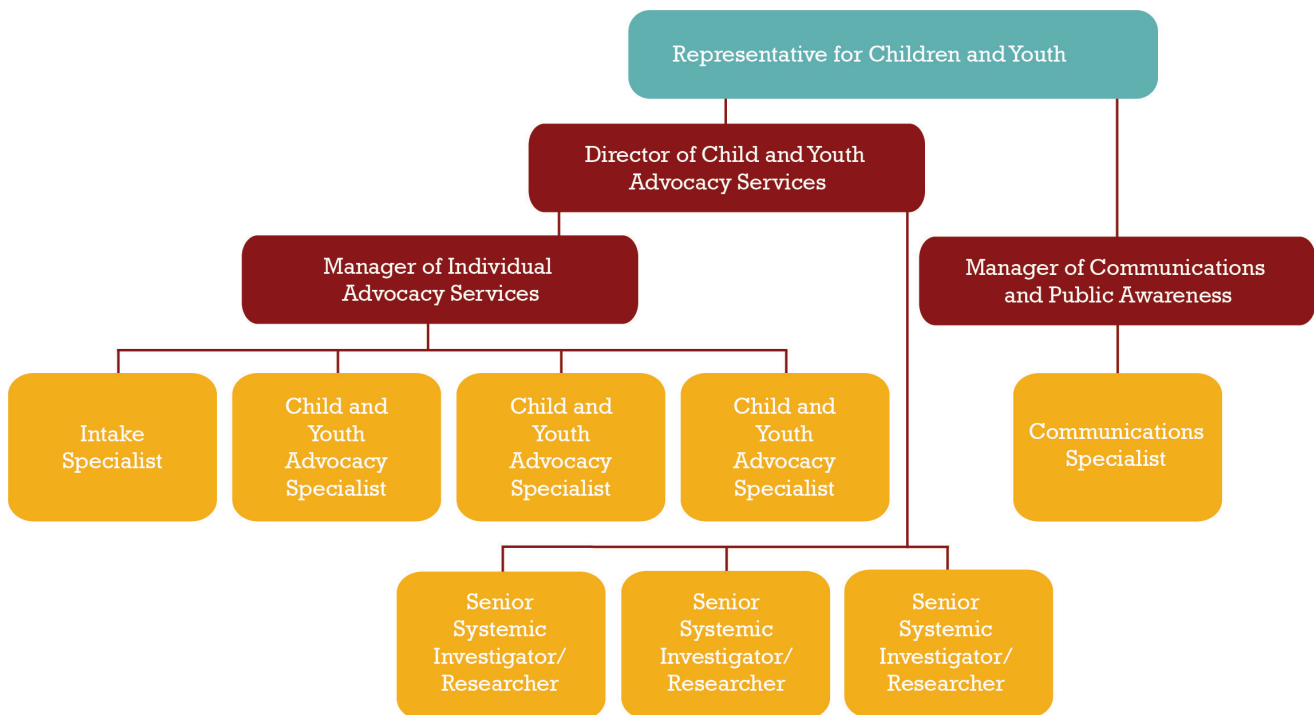 Representative for Children and Youth
Director of Child and Youth
Advocacy Services
Manager of Individual
Advocacy Services
Manager of Communications
and Public Awareness
Intake
Specialist
Child and
Youth
Advocacy
Specialist
Child and
Youth
Advocacy
Specialist
Child and
Youth
Advocacy
Specialist
Communications
Specialist
Senior
Systemic
Investigator/
Researcher
Senior
Systemic
Investigator/
Researcher
Senior
Systemic
Investigator/
Researcher